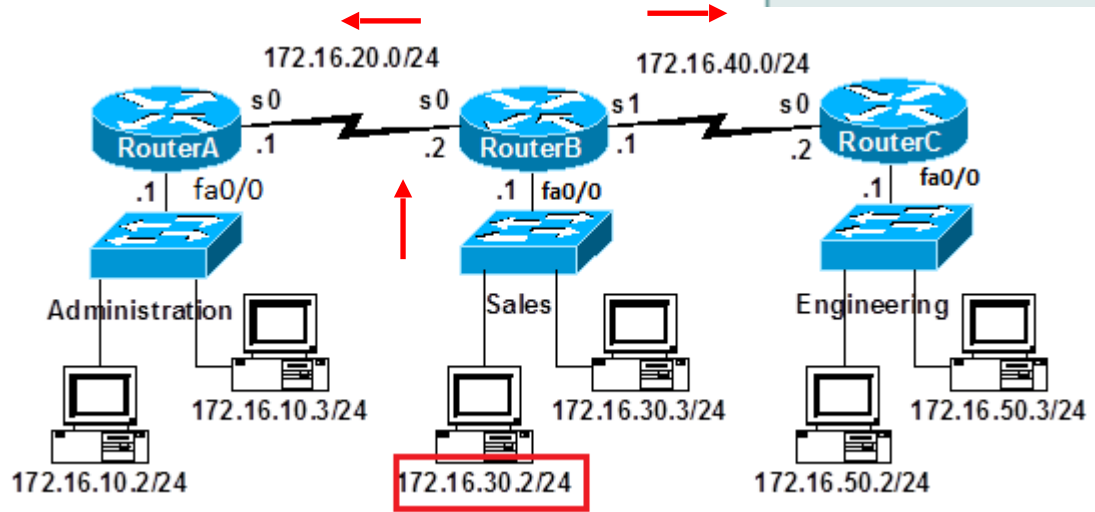 172.16.20.0/24
172.16.40.0/24
s0
s0
s1
s0
RouterA
RouterB
RouterC
.1
.2
.1
.2
.1
fa0/0
.1
fa0/0
.1
fa0/0
Administration
Sales
Engineering
172.16.10.3/24
172.16.30.3/24
172.16.50.3/24
172.16.10.2/24
172.16.30.2/24
172.16.50.2/24